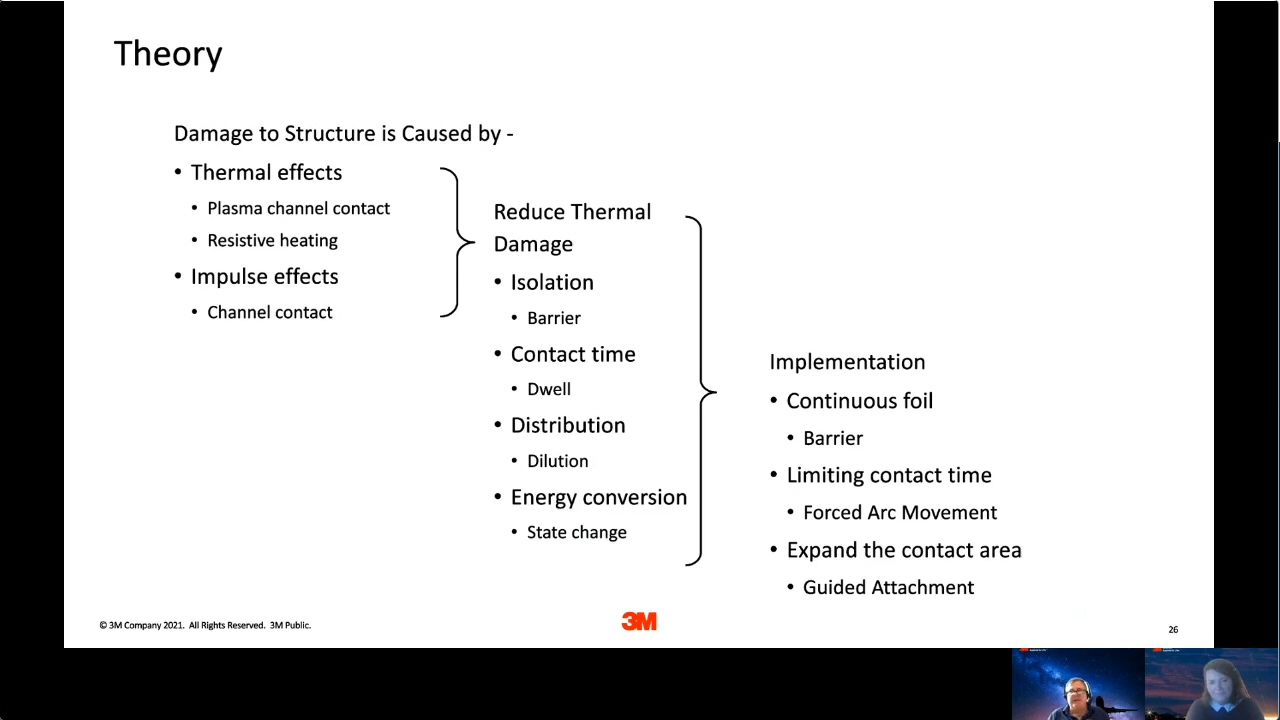 Theory
Damage to Structure is Caused by -
• Thermal effects
• Plasma channel contact
• Resistive heating
• Impulse effects
• Channel contact
Reduce Thermal
Damage
• Isolation
• Barrier
• Contact time
• Dwell
• Distribution
• Dilution
• Energy conversion
• State change
Implementation
• Continuous foil
• Barrier
• Limiting contact time
• Forced Arc Movement
• Expand the contact area
• Guided Attachment
© 3M Company 2021. All Rights Reserved. 3M Public.
3M
26